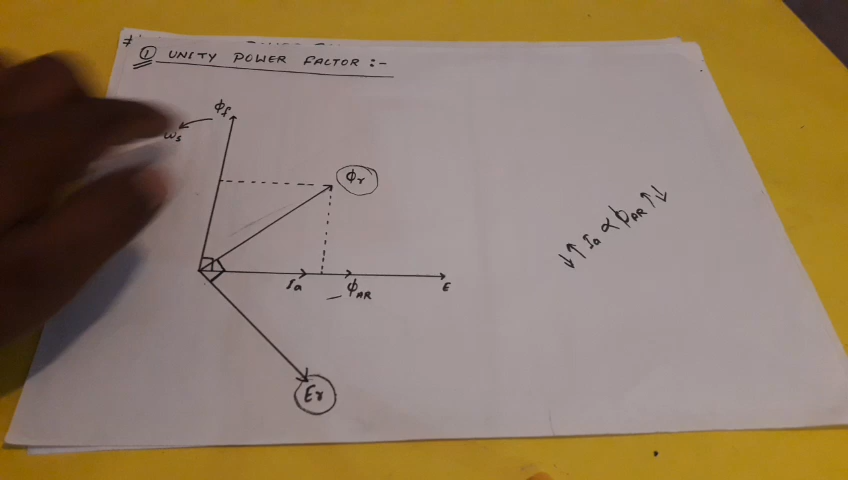 ① UNITY POWER FACTOR :-
ϕf
ωs
ϕr
↓↑ Ia ∝ ϕAR ↑↓
Ia
ϕAR
E
Er